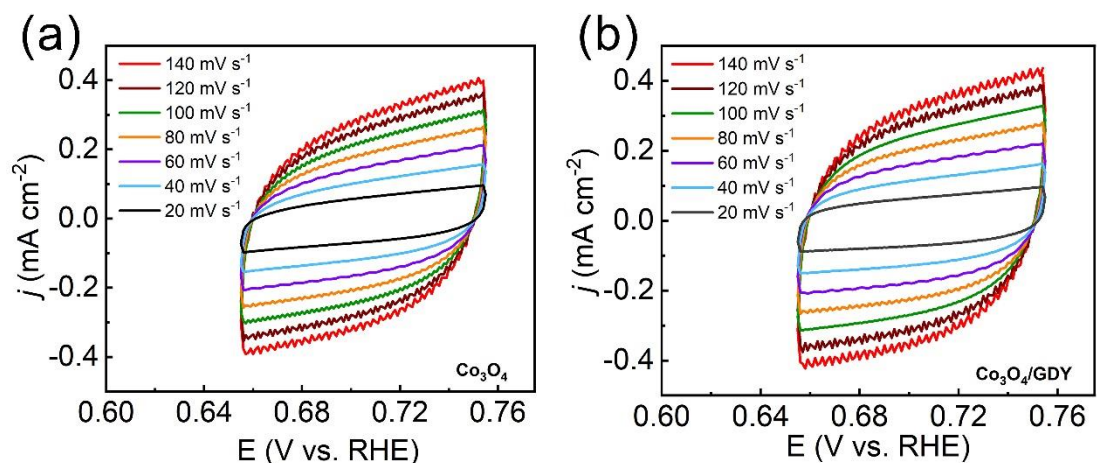 (a)
140 mV s⁻¹
120 mV s⁻¹
100 mV s⁻¹
80 mV s⁻¹
60 mV s⁻¹
40 mV s⁻¹
20 mV s⁻¹
0.4
0.2
0.0
-0.2
-0.4
j (mA cm⁻²)
Co₃O₄
0.60 0.64 0.68 0.72 0.76
E (V vs. RHE)
(b)
140 mV s⁻¹
120 mV s⁻¹
100 mV s⁻¹
80 mV s⁻¹
60 mV s⁻¹
40 mV s⁻¹
20 mV s⁻¹
0.4
0.2
0.0
-0.2
-0.4
j (mA cm⁻²)
Co₃O₄/GDY
0.60 0.64 0.68 0.72 0.76
E (V vs. RHE)